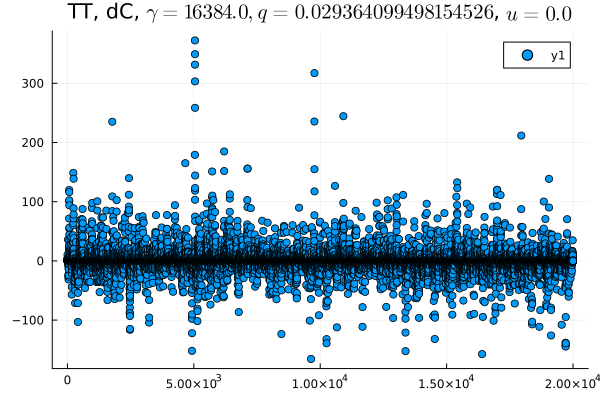 TT, dC, γ = 16384.0, q = 0.029364099498154526, u = 0.0
y1
300
200
100
0
−100
0 5.00×10³ 1.00×10⁴ 1.50×10⁴ 2.00×10⁴